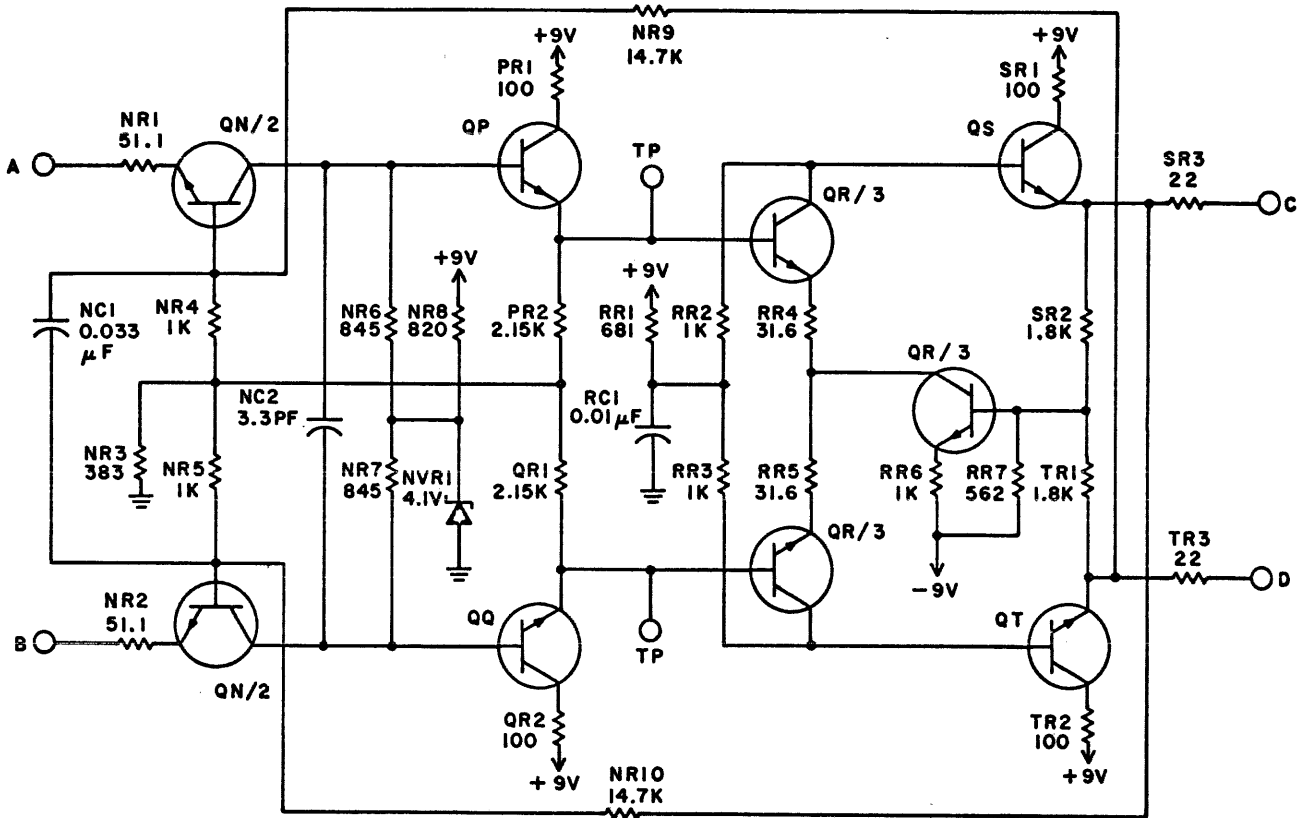 NR9
14.7K
+9V
PR1
100
+9V
SR1
100
NR1
51.1
QN/2
QP
TP
QS
A
SR3
22
C
QR/3
+9V
+9V
NC1
0.033
μF
NR4
1K
NR6
845
NR8
820
PR2
2.15K
RR1
681
RR2
1K
RR4
31.6
SR2
1.8K
QR/3
NC2
3.3PF
RC1
0.01μF
NR3
383
NR5
1K
NR7
845
NVR1
4.1V
QR1
2.15K
RR3
1K
RR5
31.6
RR6
1K
RR7
562
TR1
1.8K
QR/3
TR3
22
-9V
D
NR2
51.1
QQ
QT
B
TP
QN/2
QR2
100
TR2
100
+9V
+9V
NR10
14.7K